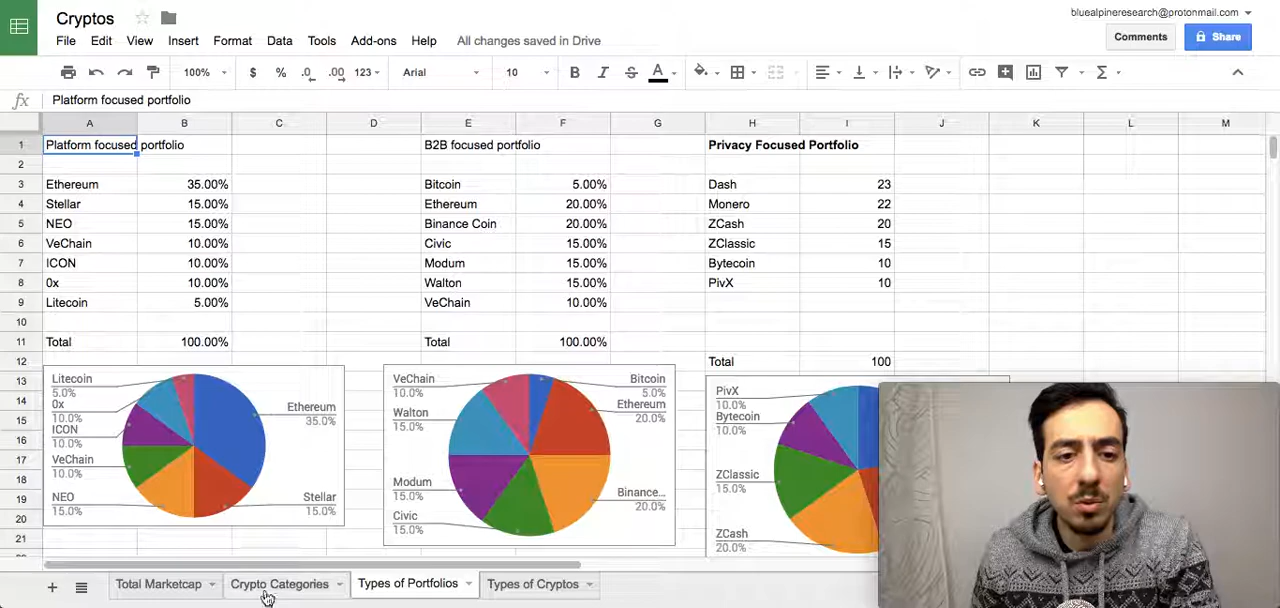 Cryptos
bluealpineresearch@protonmail.com
File Edit View Insert Format Data Tools Add-ons Help All changes saved in Drive
Comments
Share
100% $ % .0 .00 123 Arial 10 B I S A
fx Platform focused portfolio
A B C D E F G H I J K L M
1 Platform focused portfolio B2B focused portfolio Privacy Focused Portfolio
2
3 Ethereum 35.00% Bitcoin 5.00% Dash 23
4 Stellar 15.00% Ethereum 20.00% Monero 22
5 NEO 15.00% Binance Coin 20.00% ZCash 20
6 VeChain 10.00% Civic 15.00% ZClassic 15
7 ICON 10.00% Modum 15.00% Bytecoin 10
8 0x 10.00% Walton 15.00% PivX 10
9 Litecoin 5.00% VeChain 10.00%
10
11 Total 100.00% Total 100.00%
12 Total 100
13
14
15
16
17
18
19
20
21
Litecoin
5.0%
0x
10.0%
ICON
10.0%
VeChain
10.0%
NEO
15.0%
Ethereum
35.0%
Stellar
15.0%
VeChain
10.0%
Walton
15.0%
Modum
15.0%
Civic
15.0%
Bitcoin
5.0%
Ethereum
20.0%
Binance...
20.0%
PivX
10.0%
Bytecoin
10.0%
ZClassic
15.0%
ZCash
20.0%
Total Marketcap Crypto Categories Types of Portfolios Types of Cryptos